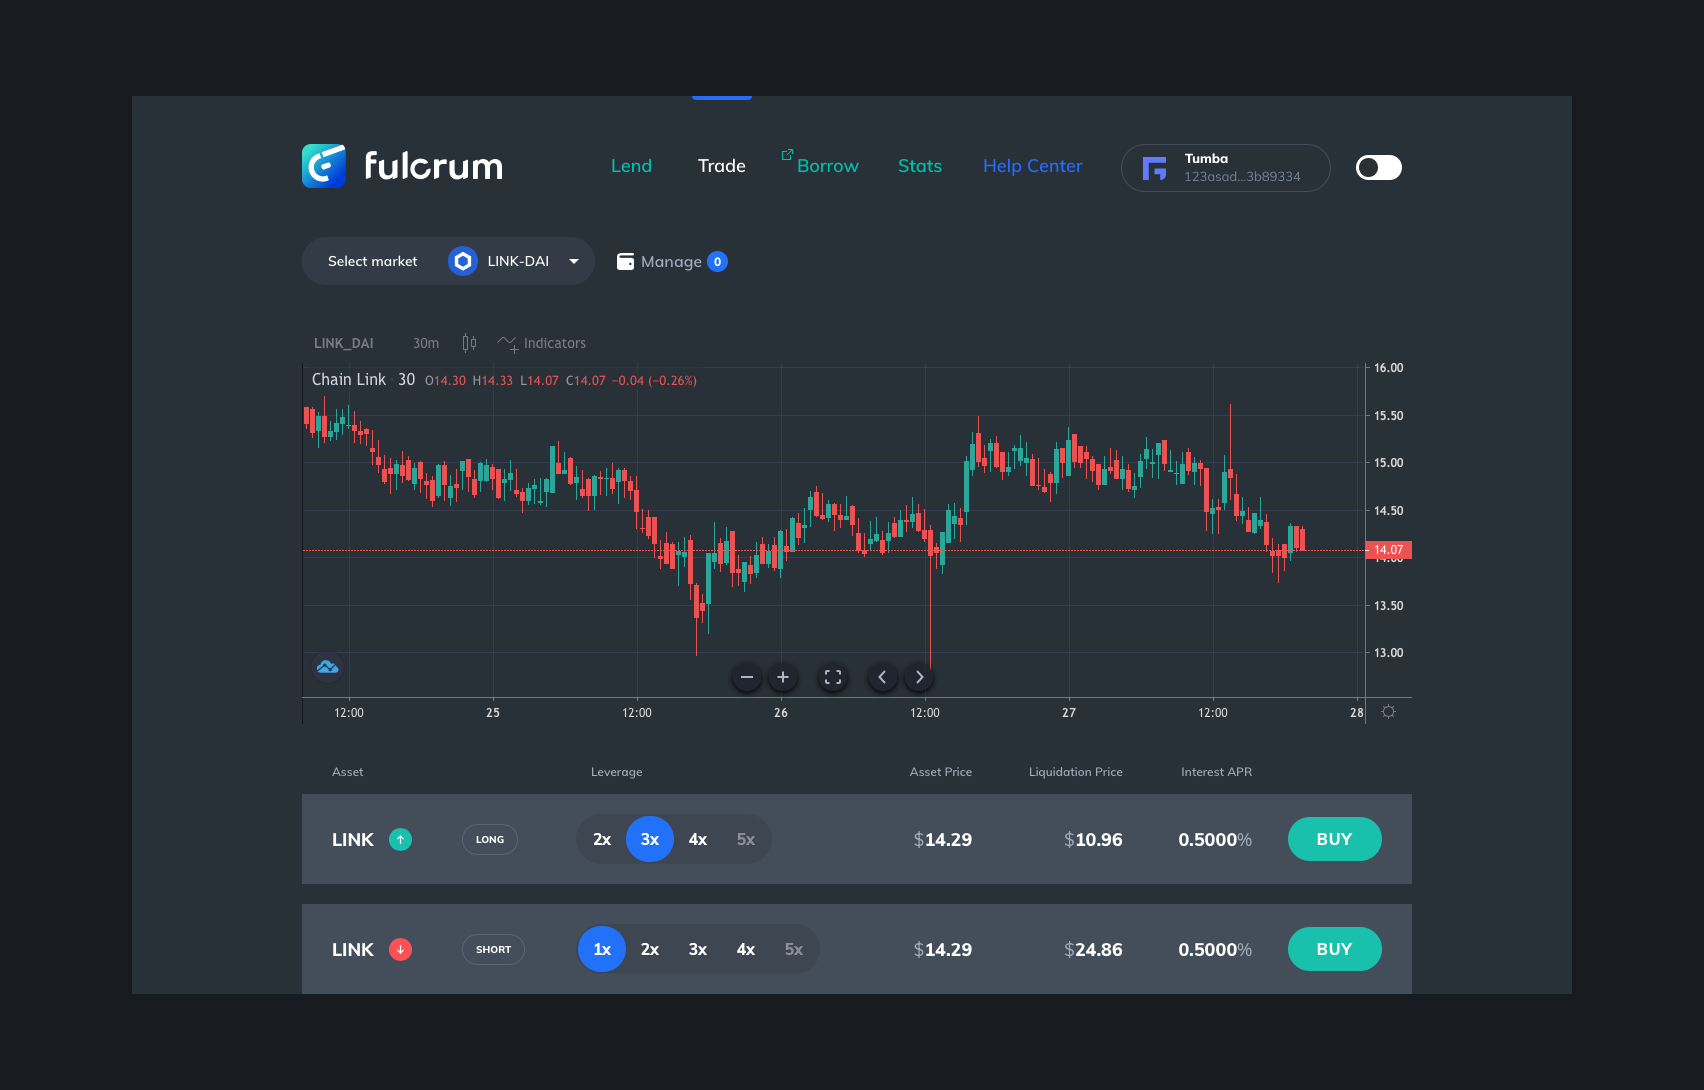 fulcrum
Lend Trade Borrow Stats Help Center
Tumba
123asad...3b89334
Select market LINK-DAI Manage 0
LINK_DAI 30m Indicators
Chain Link · 30 O14.30 H14.33 L14.07 C14.07 −0.04 (−0.26%)
16.00
15.50
15.00
14.50
14.07
14.00
13.50
13.00
12:00 25 12:00 26 12:00 27 12:00 28
Asset Leverage Asset Price Liquidation Price Interest APR
LINK LONG 2x 3x 4x 5x $14.29 $10.96 0.5000% BUY
LINK SHORT 1x 2x 3x 4x 5x $14.29 $24.86 0.5000% BUY